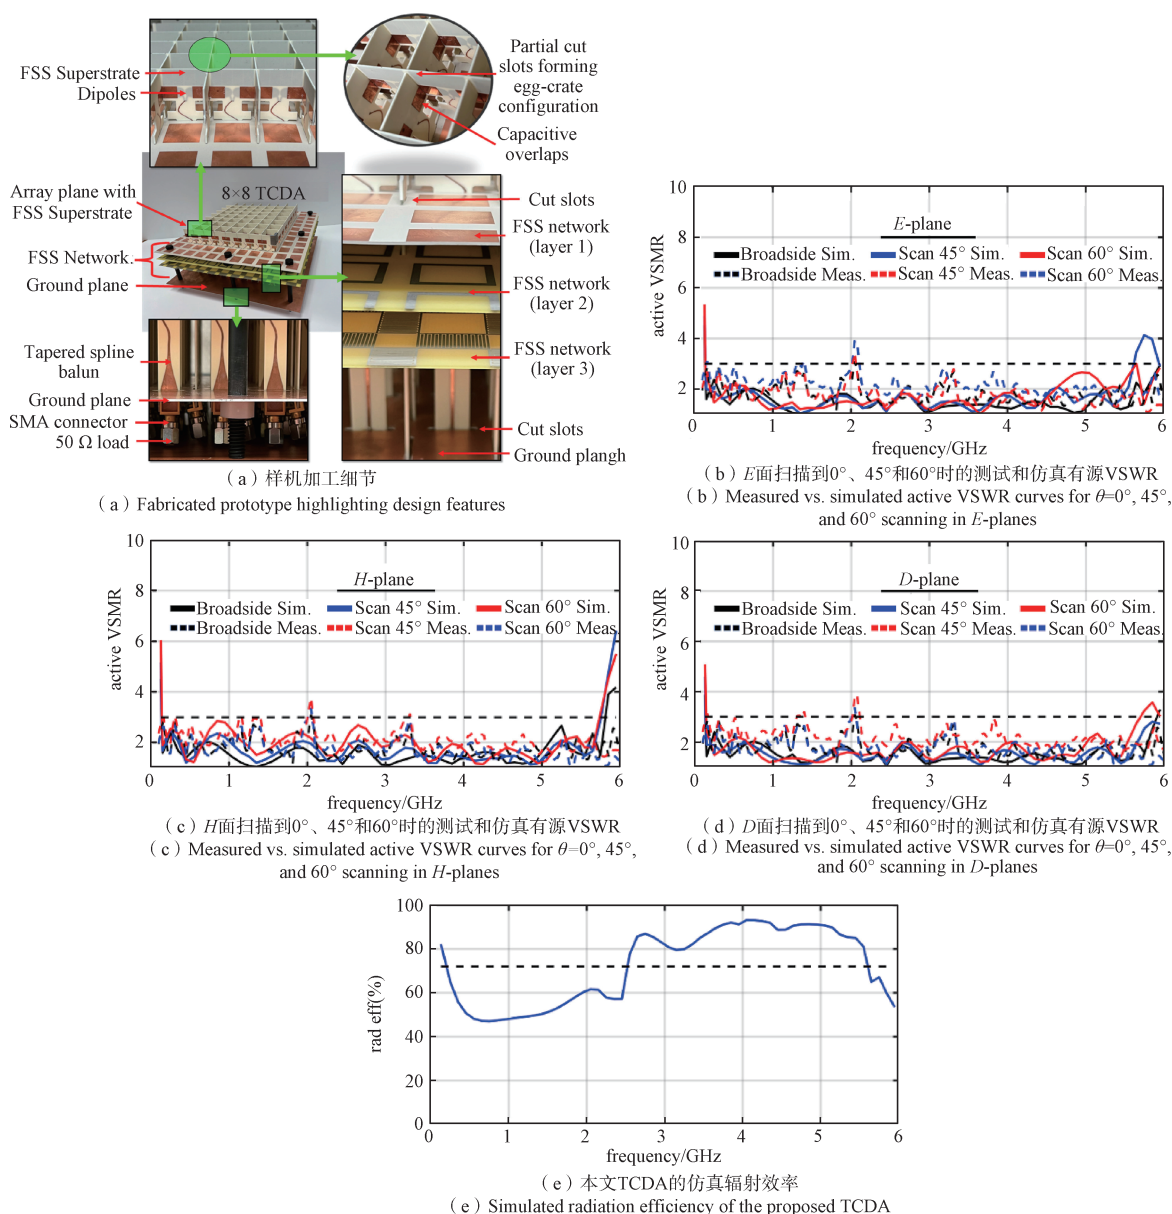 FSS Superstrate
Dipoles
Partial cut
slots forming
egg-crate
configuration
Capacitive
overlaps
Array plane with
FSS Superstrate
8×8 TCDA
FSS Network
Ground plane
Cut slots
FSS network
(layer 1)
FSS network
(layer 2)
FSS network
(layer 3)
Tapered spline
balun
Ground plane
SMA connector
50 Ω load
Cut slots
Ground plangh
(a)样机加工细节
(a) Fabricated prototype highlighting design features
10
8
6
4
2
active VSMR
E-plane
Broadside Sim.
Scan 45° Sim.
Scan 60° Sim.
Broadside Meas.
Scan 45° Meas.
Scan 60° Meas.
0 1 2 3 4 5 6
frequency/GHz
(b)E面扫描到0°、45°和60°时的测试和仿真有源VSWR
(b) Measured vs. simulated active VSWR curves for θ=0°, 45°,
and 60° scanning in E-planes
10
8
6
4
2
active VSMR
H-plane
Broadside Sim.
Scan 45° Sim.
Scan 60° Sim.
Broadside Meas.
Scan 45° Meas.
Scan 60° Meas.
0 1 2 3 4 5 6
frequency/GHz
(c)H面扫描到0°、45°和60°时的测试和仿真有源VSWR
(c) Measured vs. simulated active VSWR curves for θ=0°, 45°,
and 60° scanning in H-planes
10
8
6
4
2
active VSMR
D-plane
Broadside Sim.
Scan 45° Sim.
Scan 60° Sim.
Broadside Meas.
Scan 45° Meas.
Scan 60° Meas.
0 1 2 3 4 5 6
frequency/GHz
(d)D面扫描到0°、45°和60°时的测试和仿真有源VSWR
(d) Measured vs. simulated active VSWR curves for θ=0°, 45°,
and 60° scanning in D-planes
100
80
60
40
20
0
rad eff(%)
0 1 2 3 4 5 6
frequency/GHz
(e)本文TCDA的仿真辐射效率
(e) Simulated radiation efficiency of the proposed TCDA